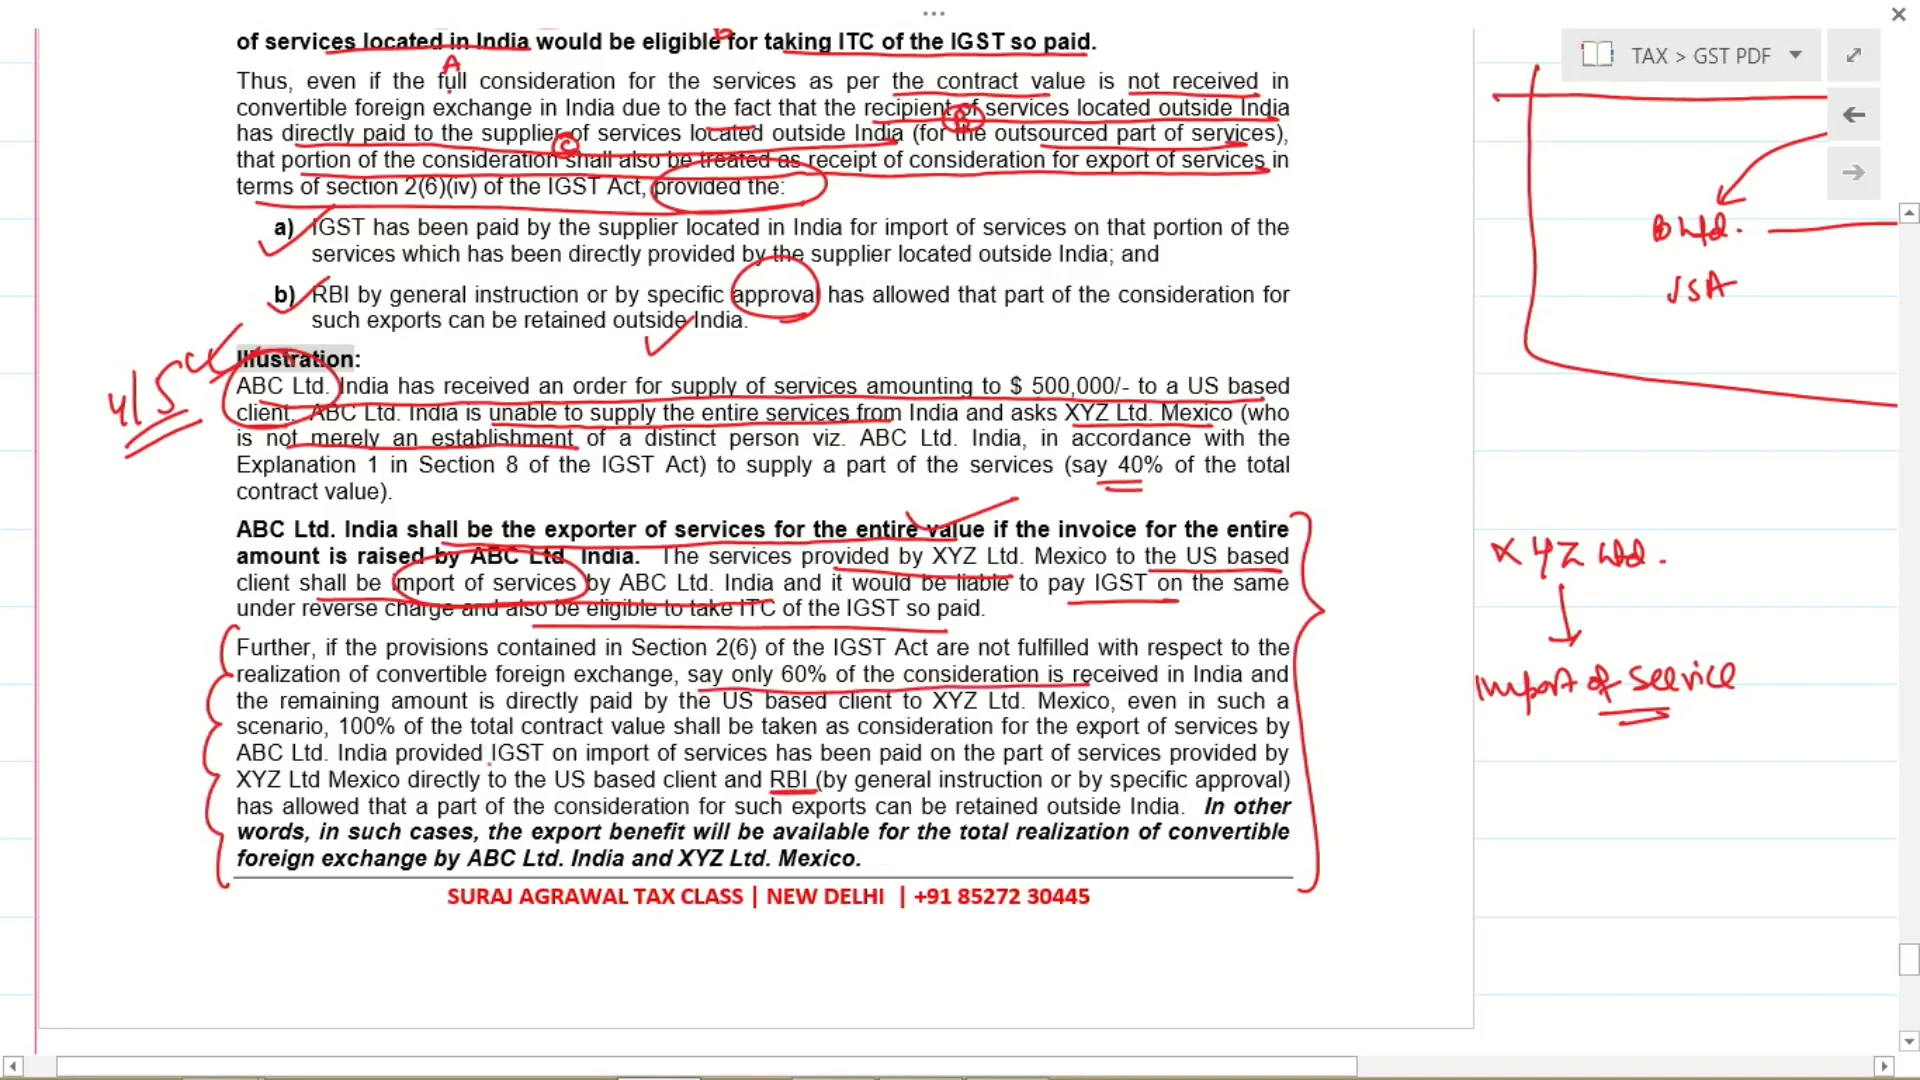 of services located in India would be eligible for taking ITC of the IGST so paid.
A
Thus, even if the full consideration for the services as per the contract value is not received in
convertible foreign exchange in India due to the fact that the recipient of services located outside India
B
has directly paid to the supplier of services located outside India (for the outsourced part of services),
C
that portion of the consideration shall also be treated as receipt of consideration for export of services in
terms of section 2(6)(iv) of the IGST Act, provided the:
a) IGST has been paid by the supplier located in India for import of services on that portion of the
services which has been directly provided by the supplier located outside India; and
b) RBI by general instruction or by specific approval has allowed that part of the consideration for
such exports can be retained outside India.
Illustration:
ABC Ltd. India has received an order for supply of services amounting to $ 500,000/- to a US based
client. ABC Ltd. India is unable to supply the entire services from India and asks XYZ Ltd. Mexico (who
is not merely an establishment of a distinct person viz. ABC Ltd. India, in accordance with the
Explanation 1 in Section 8 of the IGST Act) to supply a part of the services (say 40% of the total
contract value).
ABC Ltd. India shall be the exporter of services for the entire value if the invoice for the entire
amount is raised by ABC Ltd. India. The services provided by XYZ Ltd. Mexico to the US based
client shall be import of services by ABC Ltd. India and it would be liable to pay IGST on the same
under reverse charge and also be eligible to take ITC of the IGST so paid.
Further, if the provisions contained in Section 2(6) of the IGST Act are not fulfilled with respect to the
realization of convertible foreign exchange, say only 60% of the consideration is received in India and
the remaining amount is directly paid by the US based client to XYZ Ltd. Mexico, even in such a
scenario, 100% of the total contract value shall be taken as consideration for the export of services by
ABC Ltd. India provided IGST on import of services has been paid on the part of services provided by
XYZ Ltd Mexico directly to the US based client and RBI (by general instruction or by specific approval)
has allowed that a part of the consideration for such exports can be retained outside India. In other
words, in such cases, the export benefit will be available for the total realization of convertible
foreign exchange by ABC Ltd. India and XYZ Ltd. Mexico.
SURAJ AGRAWAL TAX CLASS | NEW DELHI | +91 85272 30445
TAX > GST PDF
B Ltd.
USA
XYZ Ltd.
Import of Service